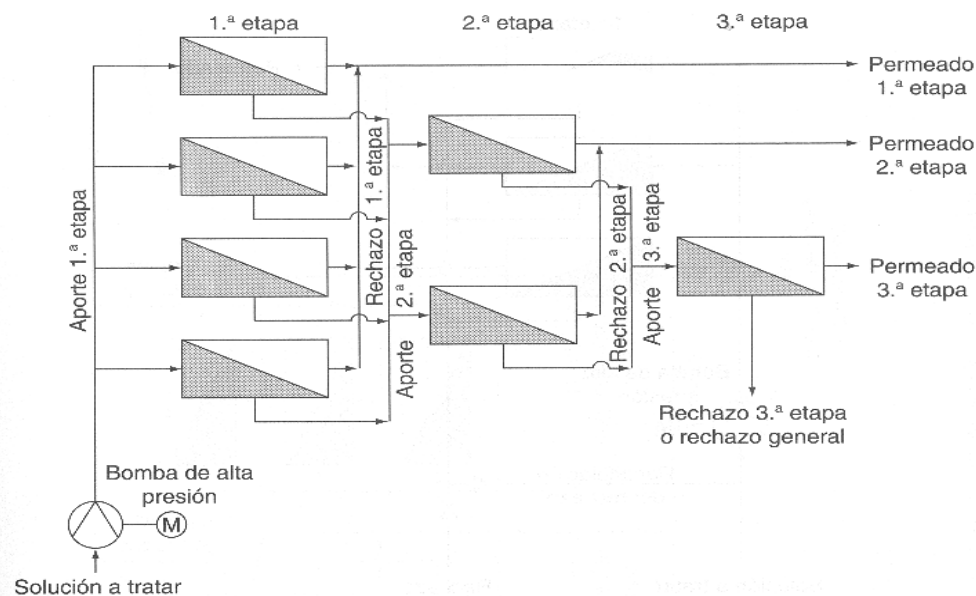 1.ª etapa
2.ª etapa
3.ª etapa
Permeado
1.ª etapa
Permeado
2.ª etapa
Permeado
3.ª etapa
Aporte 1.ª etapa
Rechazo 1.ª etapa
Aporte 2.ª etapa
Rechazo 2.ª etapa
Aporte 3.ª etapa
Rechazo 3.ª etapa
o rechazo general
Bomba de alta
presión
M
Solución a tratar